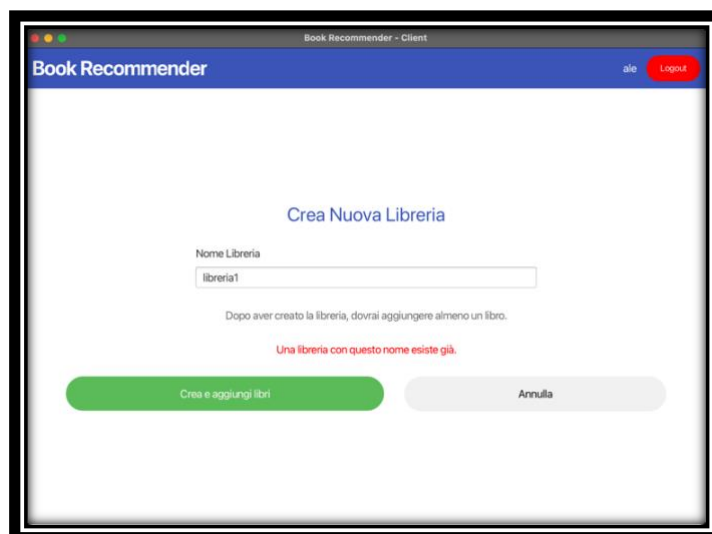 Book Recommender - Client
Book Recommender
ale
Logout
Crea Nuova Libreria
Nome Libreria
libreria1
Dopo aver creato la libreria, dovrai aggiungere almeno un libro.
Una libreria con questo nome esiste già.
Crea e aggiungi libri
Annulla